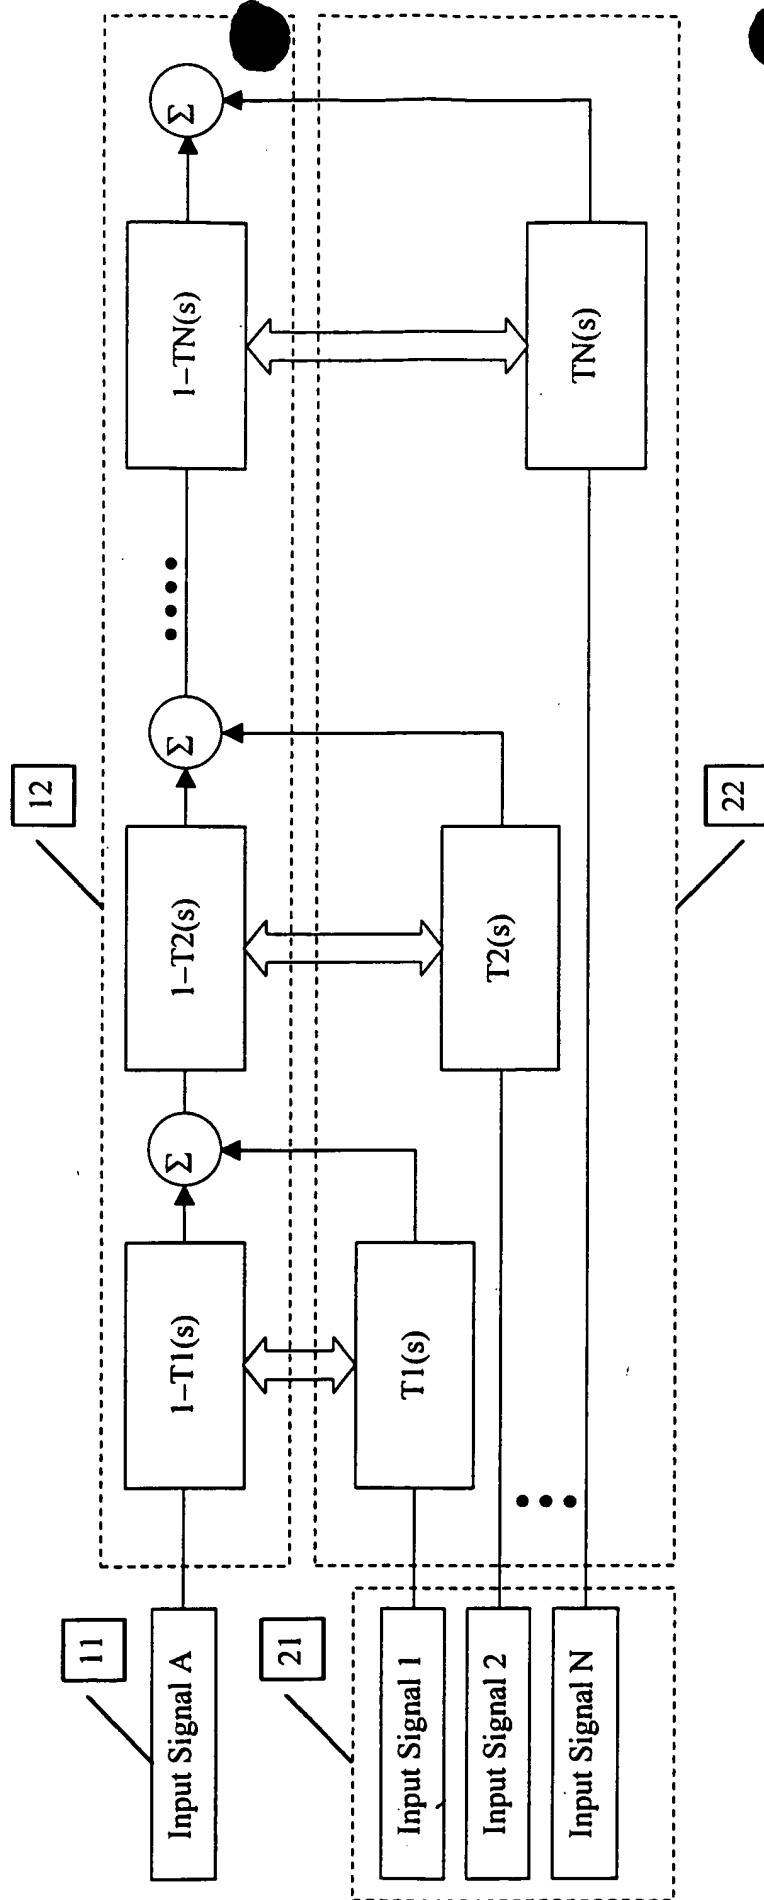 11
Input Signal A
1−T1(s)
Σ
1−T2(s)
Σ
1−TN(s)
Σ
12
21
Input Signal 1
Input Signal 2
Input Signal N
T1(s)
T2(s)
TN(s)
22